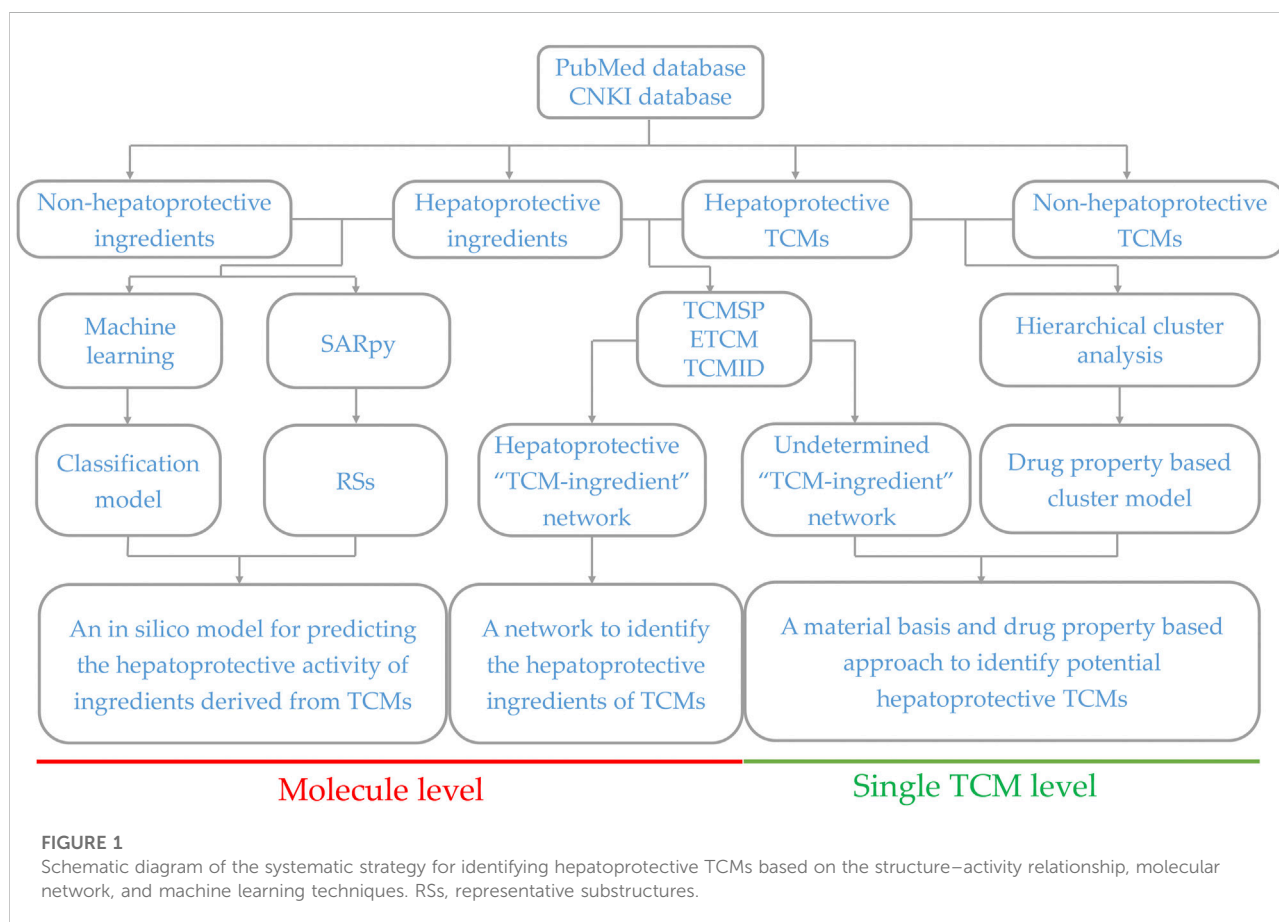 PubMed database
CNKI database
Non-hepatoprotective
ingredients
Hepatoprotective
ingredients
Hepatoprotective
TCMs
Non-hepatoprotective
TCMs
Machine
learning
SARpy
TCMSP
ETCM
TCMID
Hierarchical cluster
analysis
Classification
model
RSs
Hepatoprotective
“TCM-ingredient”
network
Undetermined
“TCM-ingredient”
network
Drug property based
cluster model
An in silico model for predicting
the hepatoprotective activity of
ingredients derived from TCMs
A network to identify
the hepatoprotective
ingredients of TCMs
A material basis and drug property based
approach to identify potential
hepatoprotective TCMs
Molecule level
Single TCM level
FIGURE 1
Schematic diagram of the systematic strategy for identifying hepatoprotective TCMs based on the structure–activity relationship, molecular
network, and machine learning techniques. RSs, representative substructures.